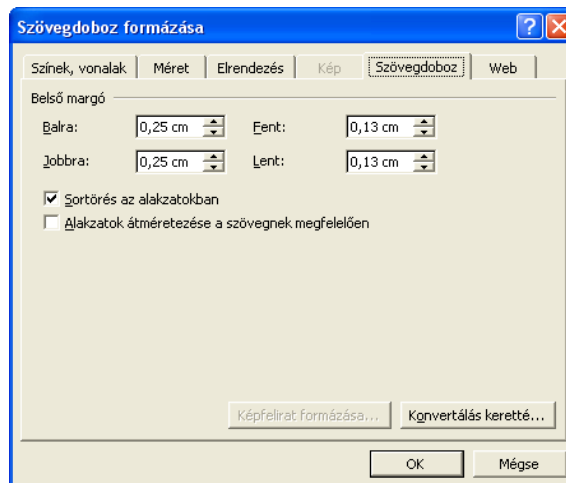 Szövegdoboz formázása
Színek, vonalak Méret Elrendezés Kép Szövegdoboz Web
Belső margó
Balra: 0,25 cm Fent: 0,13 cm
Jobbra: 0,25 cm Lent: 0,13 cm
Sortörés az alakzatokban
Alakzatok átméretezése a szövegnek megfelelően
Képfelirat formázása... Konvertálás keretté...
OK Mégse